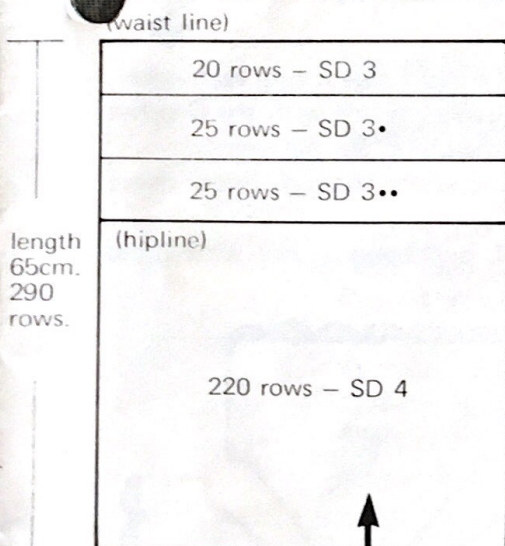 (waist line)
20 rows – SD 3
25 rows – SD 3•
25 rows – SD 3••
(hipline)
length
65cm.
290
rows.
220 rows – SD 4